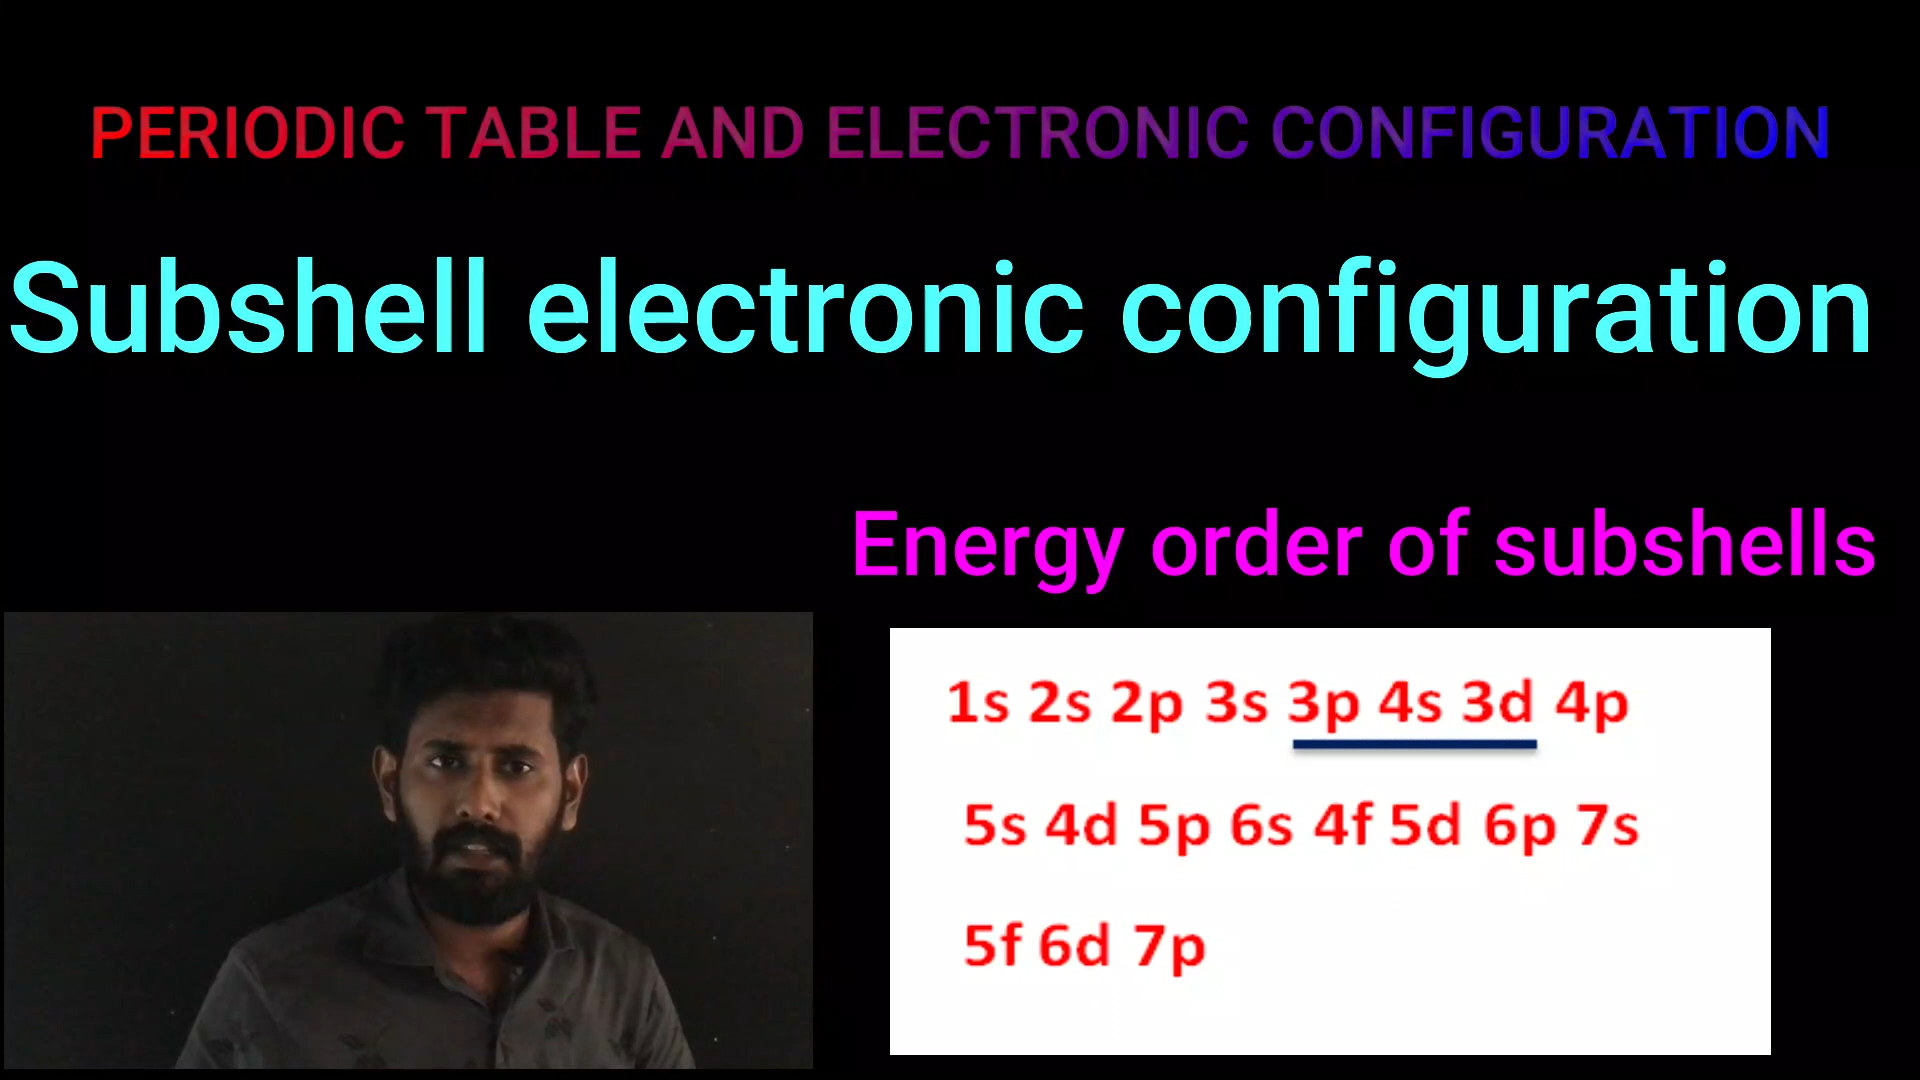 PERIODIC TABLE AND ELECTRONIC CONFIGURATION
Subshell electronic configuration
Energy order of subshells
1s 2s 2p 3s 3p 4s 3d 4p
5s 4d 5p 6s 4f 5d 6p 7s
5f 6d 7p